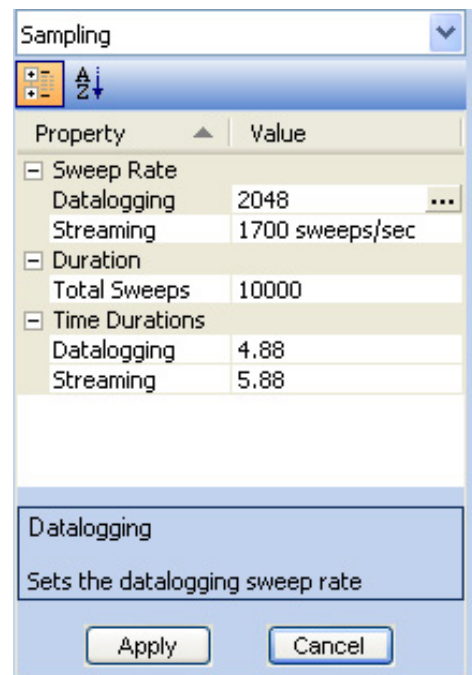 Sampling
Property Value
Sweep Rate
Datalogging 2048 ...
Streaming 1700 sweeps/sec
Duration
Total Sweeps 10000
Time Durations
Datalogging 4.88
Streaming 5.88
Datalogging
Sets the datalogging sweep rate
Apply Cancel